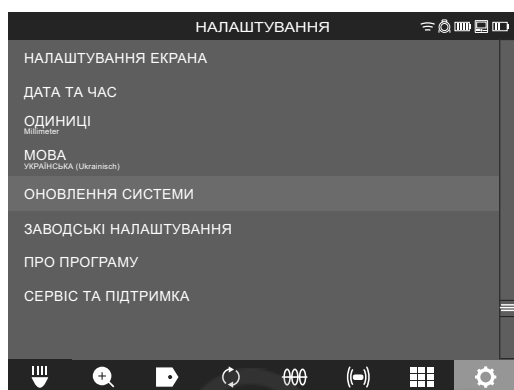 НАЛАШТУВАННЯ
НАЛАШТУВАННЯ ЕКРАНА
ДАТА ТА ЧАС
ОДИНИЦІ
Millimeter
МОВА
УКРАЇНСЬКА (Ukrainisch)
ОНОВЛЕННЯ СИСТЕМИ
ЗАВОДСЬКІ НАЛАШТУВАННЯ
ПРО ПРОГРАМУ
СЕРВІС ТА ПІДТРИМКА